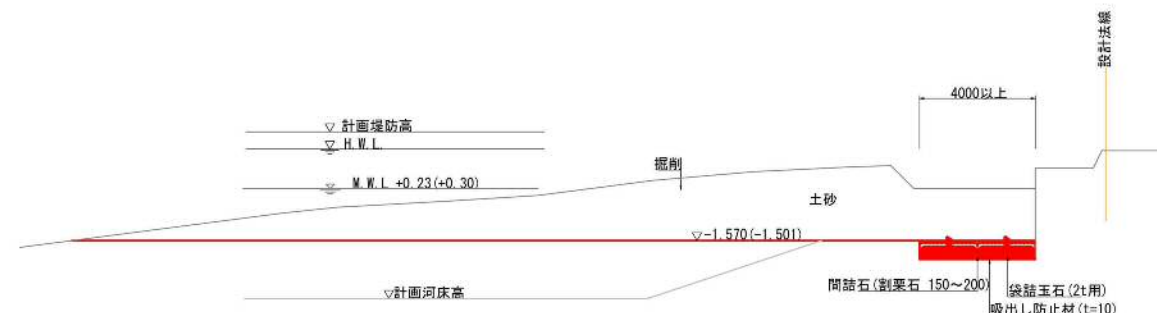 設計法線
4000以上
▽ 計画堤防高
▽ H.W.L.
掘削
▽ M.W.L +0.23(+0.30)
土砂
▽-1.570(-1.501)
間詰石(割栗石 150～200)
▽計画河床高
袋詰玉石(2t用)
吸出し防止材(t=10)